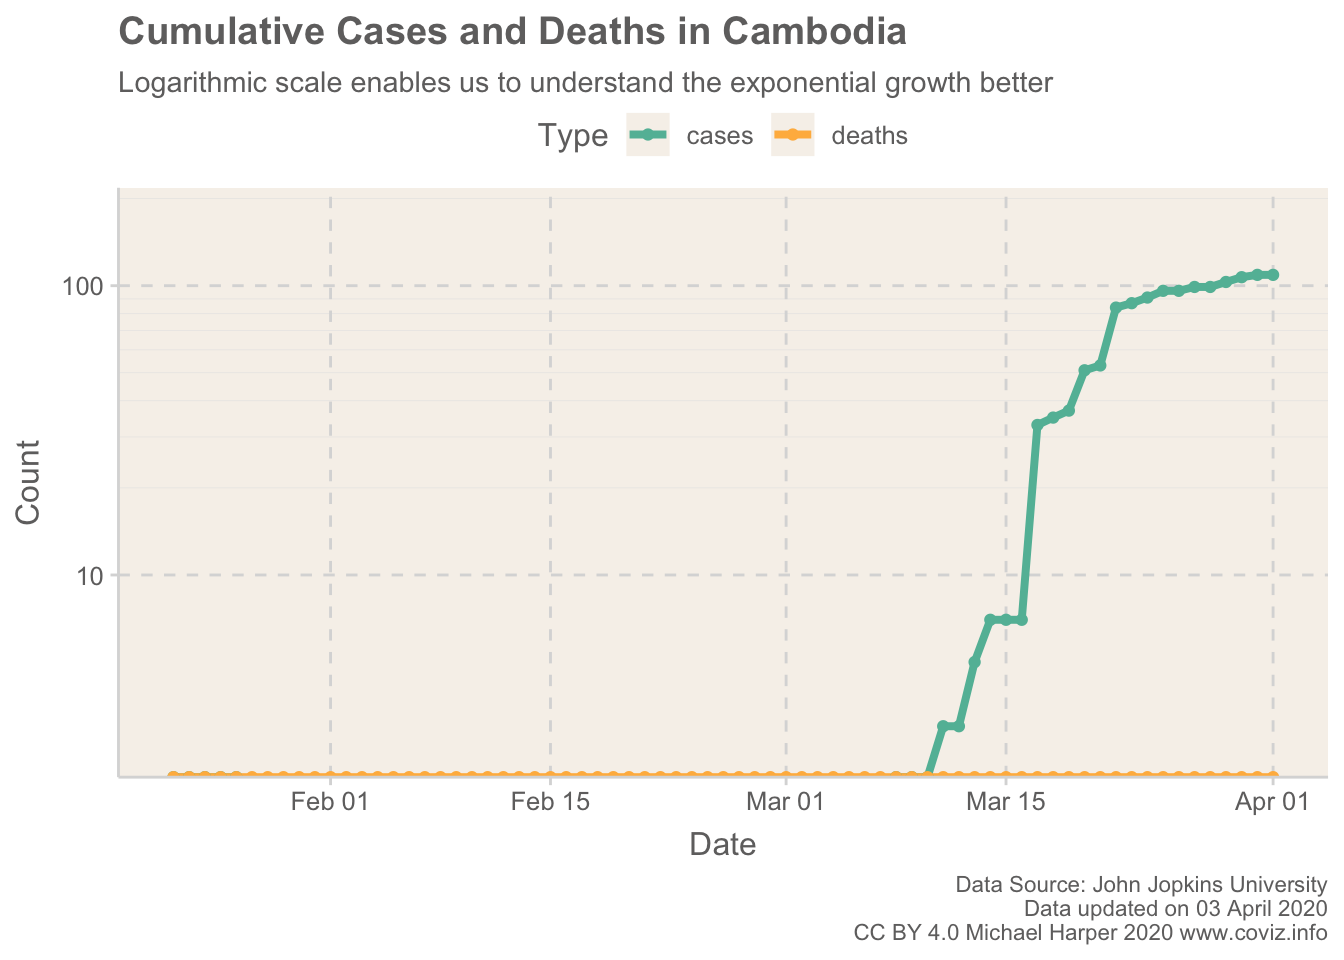 Cumulative Cases and Deaths in Cambodia
Logarithmic scale enables us to understand the exponential growth better
Type cases deaths
100
10
Count
Feb 01 Feb 15 Mar 01 Mar 15 Apr 01
Date
Data Source: John Jopkins University
Data updated on 03 April 2020
CC BY 4.0 Michael Harper 2020 www.coviz.info